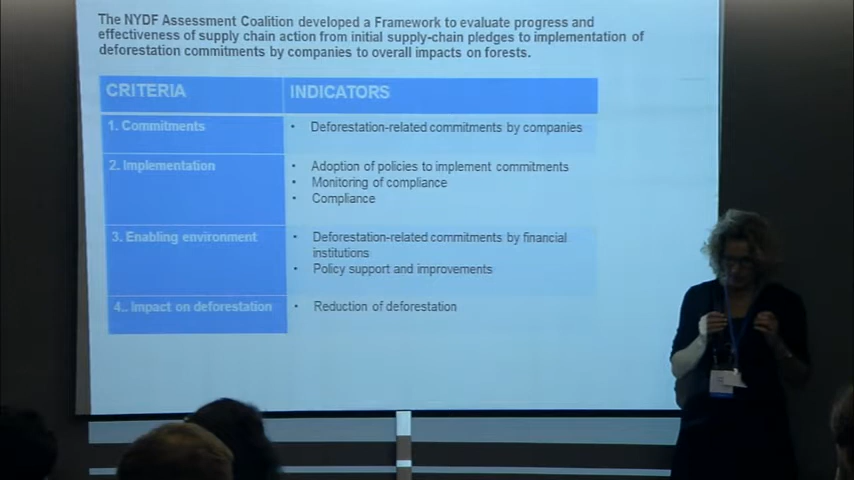 The NYDF Assessment Coalition developed a Framework to evaluate progress and
effectiveness of supply chain action from initial supply-chain pledges to implementation of
deforestation commitments by companies to overall impacts on forests.
CRITERIA
INDICATORS
1. Commitments
• Deforestation-related commitments by companies
2. Implementation
• Adoption of policies to implement commitments
• Monitoring of compliance
• Compliance
3. Enabling environment
• Deforestation-related commitments by financial
institutions
• Policy support and improvements
4.. Impact on deforestation
• Reduction of deforestation